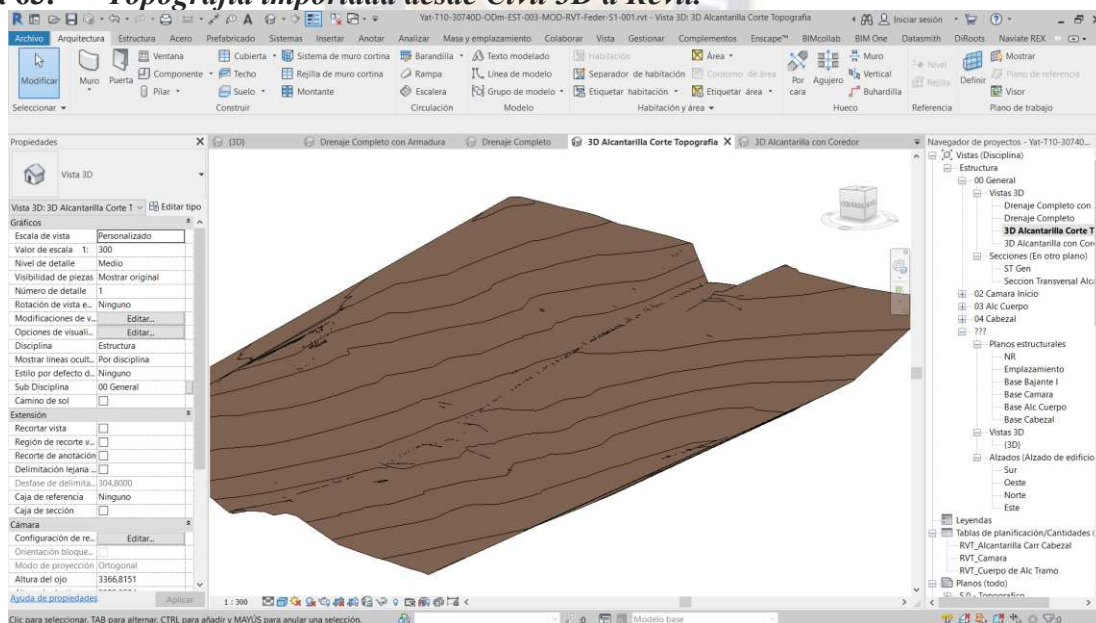 Topografía importada desde Civil 3D a Revit.
Yat-T10-30740D-ODm-EST-003-MOD-RVT-Feder-S1-001.rvt - Vista 3D: 3D Alcantarilla Corte Topografia
Iniciar sesión
Archivo Arquitectura Estructura Acero Prefabricado Sistemas Insertar Anotar Analizar Masa y emplazamiento Colaborar Vista Gestionar Complementos Enscape™ BIMcollab BIM One Datasmith DiRoots Naviate REX
Modificar
Muro
Puerta
Ventana
Componente
Pilar
Cubierta
Techo
Suelo
Sistema de muro cortina
Rejilla de muro cortina
Montante
Barandilla
Rampa
Escalera
Texto modelado
Línea de modelo
Grupo de modelo
Habitación
Separador de habitación
Etiquetar habitación
Área
Contorno de área
Etiquetar área
Por cara
Agujero
Muro
Vertical
Buhardilla
Nivel
Rejilla
Definir
Mostrar
Plano de referencia
Visor
Seleccionar Construir Circulación Modelo Habitación y área Hueco Referencia Plano de trabajo
Propiedades
{3D} Drenaje Completo con Armadura Drenaje Completo 3D Alcantarilla Corte Topografia 3D Alcantarilla con Coredor
Vista 3D
Vista 3D: 3D Alcantarilla Corte T Editar tipo
Gráficos
Escala de vista Personalizado
Valor de escala 1: 300
Nivel de detalle Medio
Visibilidad de piezas Mostrar original
Número de detalle 1
Rotación de vista e... Ninguno
Modificaciones de v... Editar...
Opciones de visuali... Editar...
Disciplina Estructura
Mostrar líneas ocult... Por disciplina
Estilo por defecto d... Ninguno
Sub Disciplina 00 General
Camino de sol
Extensión
Recortar vista
Región de recorte v...
Recorte de anotación
Delimitación lejana ...
Desfase de delimita... 304,8000
Caja de referencia Ninguno
Caja de sección
Cámara
Configuración de re... Editar...
Orientación bloque...
Modo de proyección Ortogonal
Altura del ojo 3366,8151
Ayuda de propiedades Aplicar
1 : 300
Navegador de proyectos - Yat-T10-30740...
Vistas (Disciplina)
Estructura
00 General
Vistas 3D
Drenaje Completo con
Drenaje Completo
3D Alcantarilla Corte T
3D Alcantarilla con Cor
Secciones (En otro plano)
ST Gen
Seccion Transversal Alc
02 Camara Inicio
03 Alc Cuerpo
04 Cabezal
???
Planos estructurales
NR
Emplazamiento
Base Bajante I
Base Camara
Base Alc Cuerpo
Base Cabezal
Vistas 3D
{3D}
Alzados (Alzado de edificio
Sur
Oeste
Norte
Este
Leyendas
Tablas de planificación/Cantidades (
RVT_Alcantarilla Carr Cabezal
RVT_Camara
RVT_Cuerpo de Alc Tramo
Planos (todo)
Clic para seleccionar, TAB para alternar, CTRL para añadir y MAYÚS para anular una selección.
:0 Modelo base